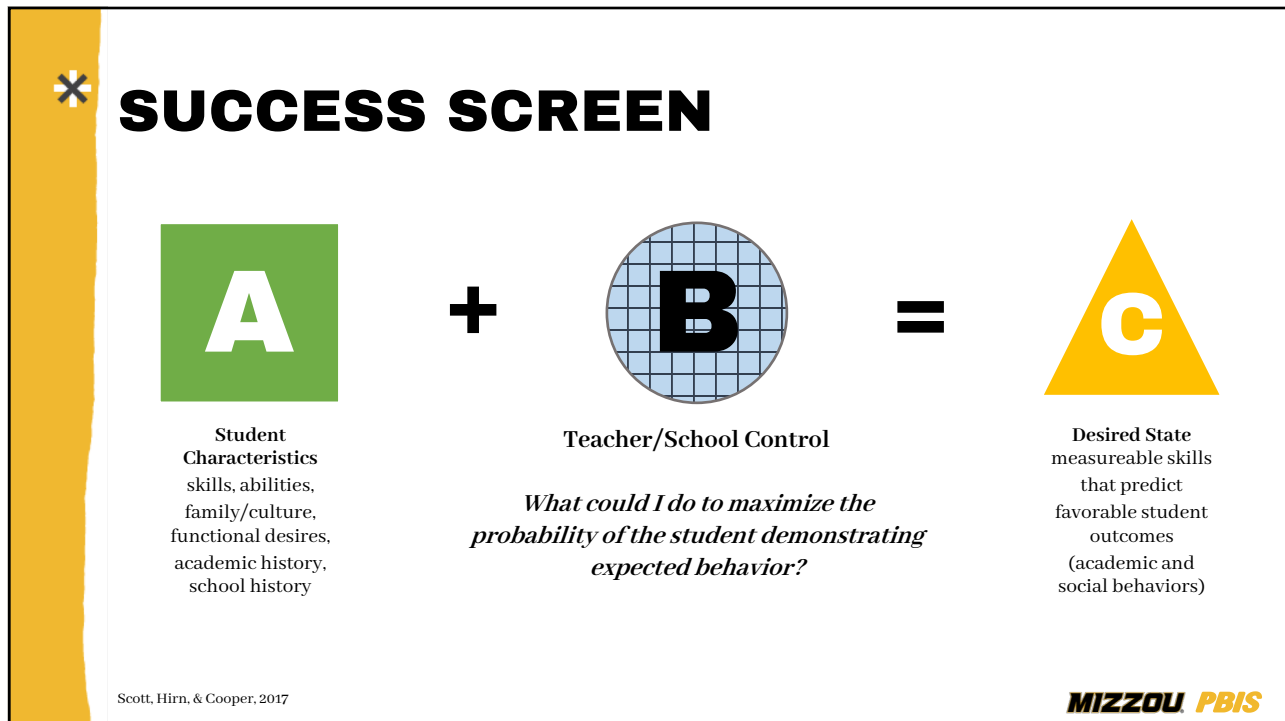 SUCCESS SCREEN
A
+
B
=
C
Student
Characteristics
skills, abilities,
family/culture,
functional desires,
academic history,
school history
Teacher/School Control
What could I do to maximize the
probability of the student demonstrating
expected behavior?
Desired State
measureable skills
that predict
favorable student
outcomes
(academic and
social behaviors)
Scott, Hirn, & Cooper, 2017
MIZZOU PBIS